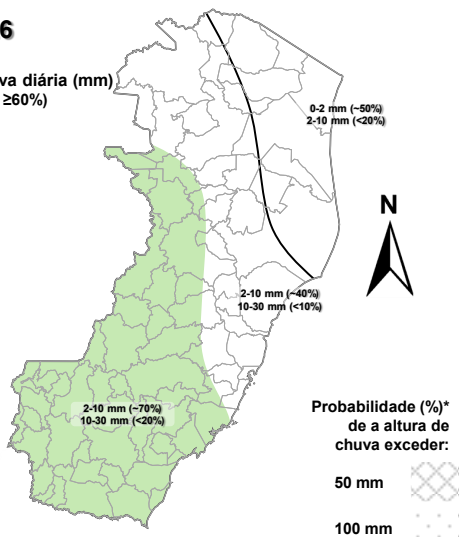 6
va diária (mm)
≥60%)
0-2 mm (~50%)
2-10 mm (<20%)
N
2-10 mm (~40%)
10-30 mm (<10%)
2-10 mm (~70%)
10-30 mm (<20%)
Probabilidade (%)*
de a altura de
chuva exceder:
50 mm
100 mm